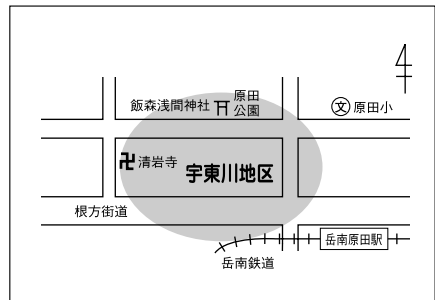 飯森浅間神社
原田
公園
文
原田小
清岩寺
宇東川地区
根方街道
岳南原田駅
岳南鉄道